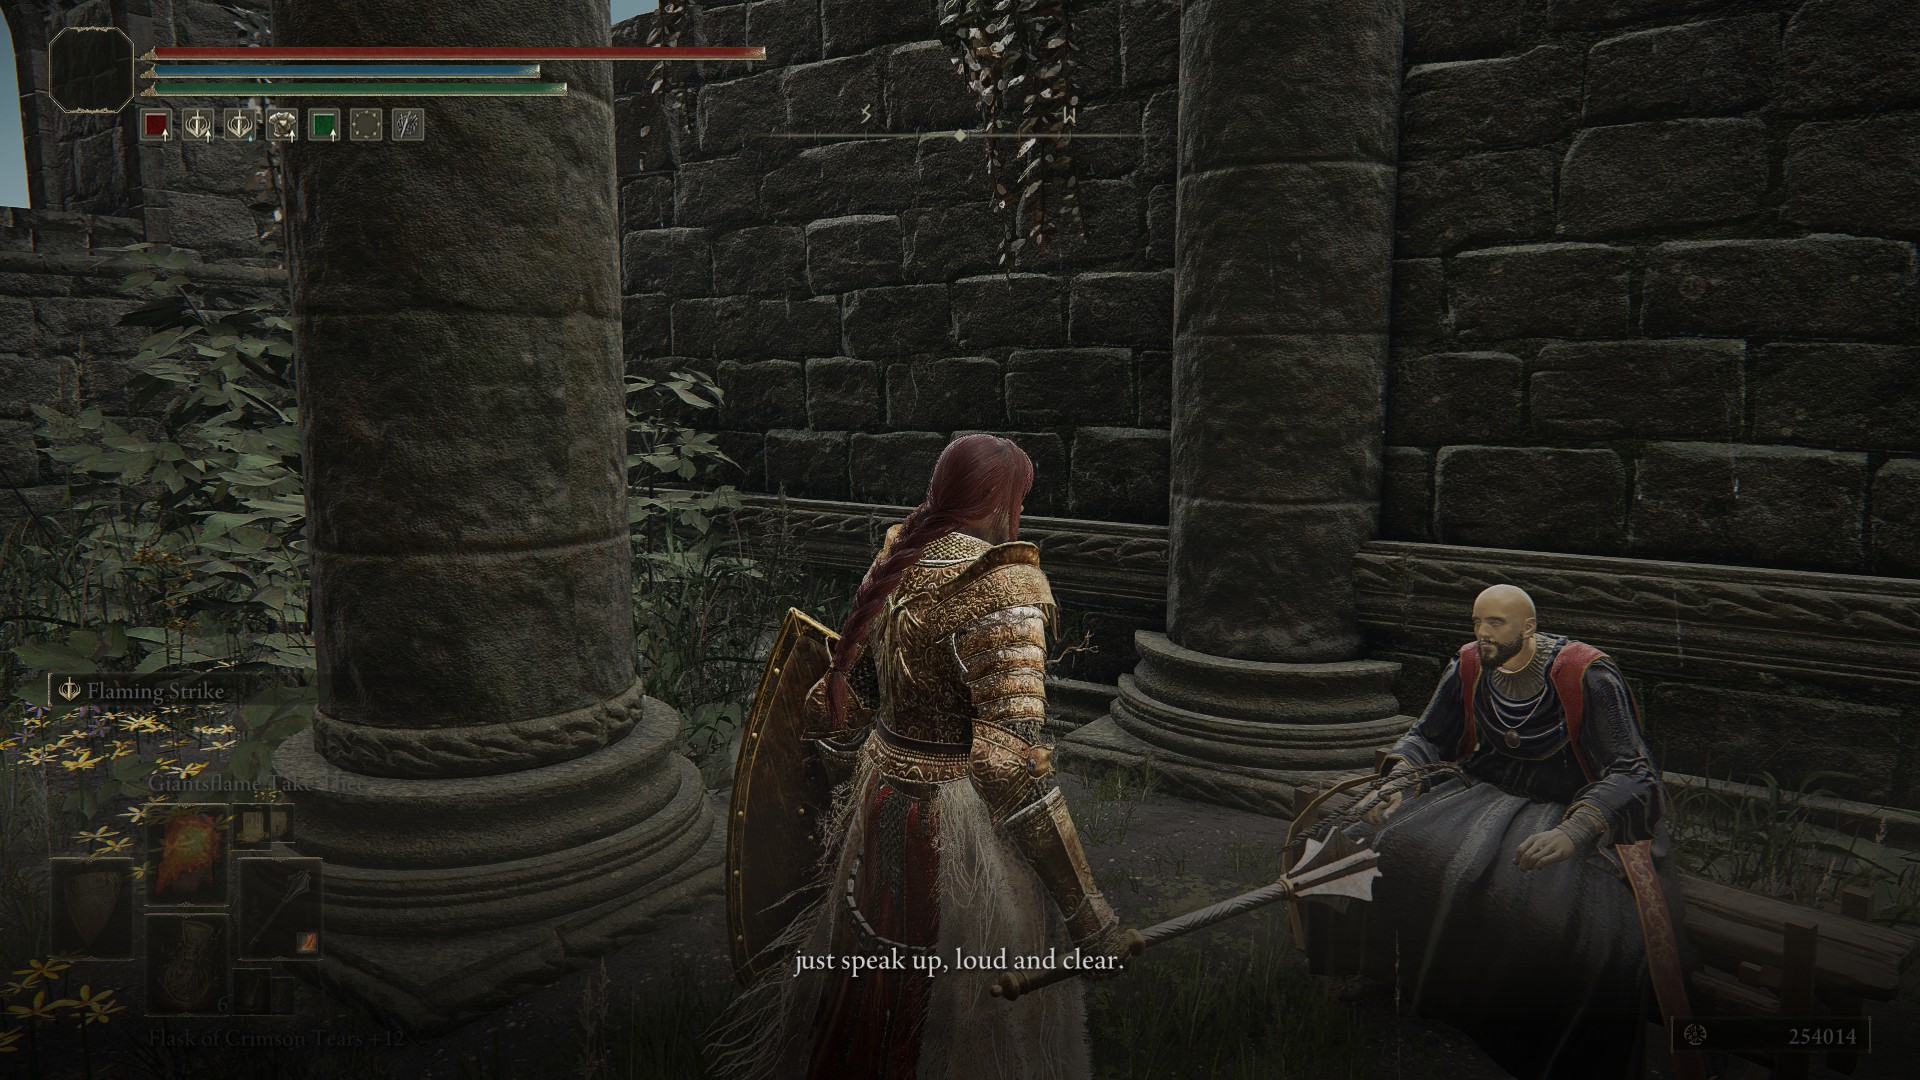 S W
Flaming Strike
Giantsflame Take Thee
6
just speak up, loud and clear.
Flask of Crimson Tears +12
254014